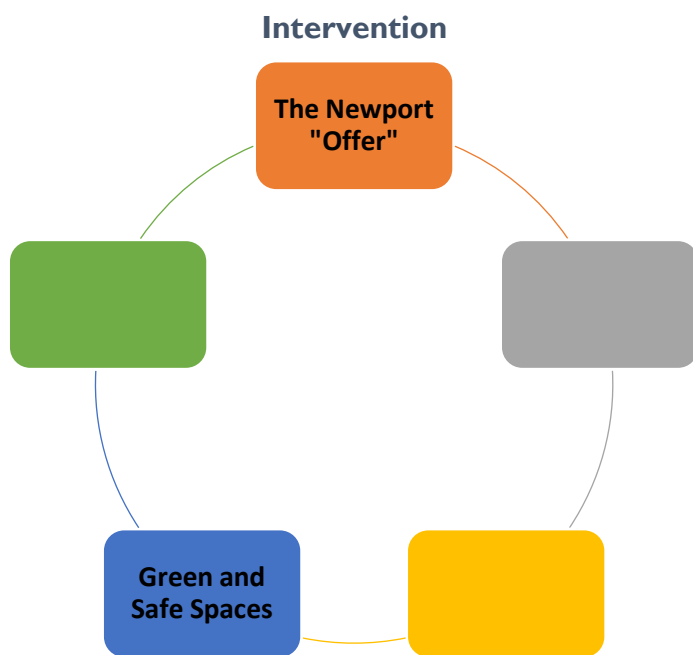 Intervention
The Newport
"Offer"
Green and
Safe Spaces